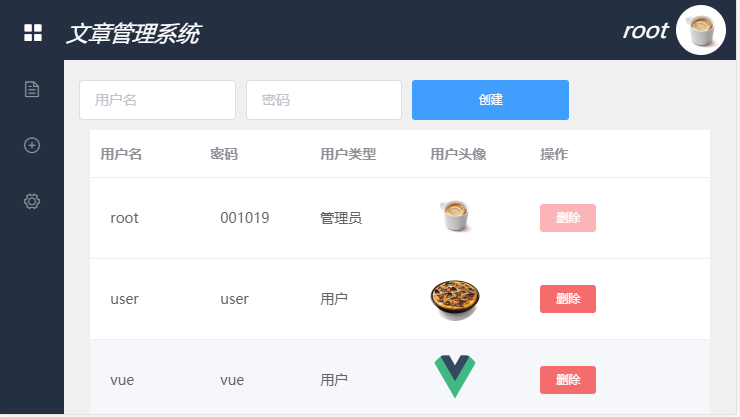 文章管理系统 root
用户名 密码 创建
用户名 密码 用户类型 用户头像 操作
root 001019 管理员 删除
user user 用户 删除
vue vue 用户 删除